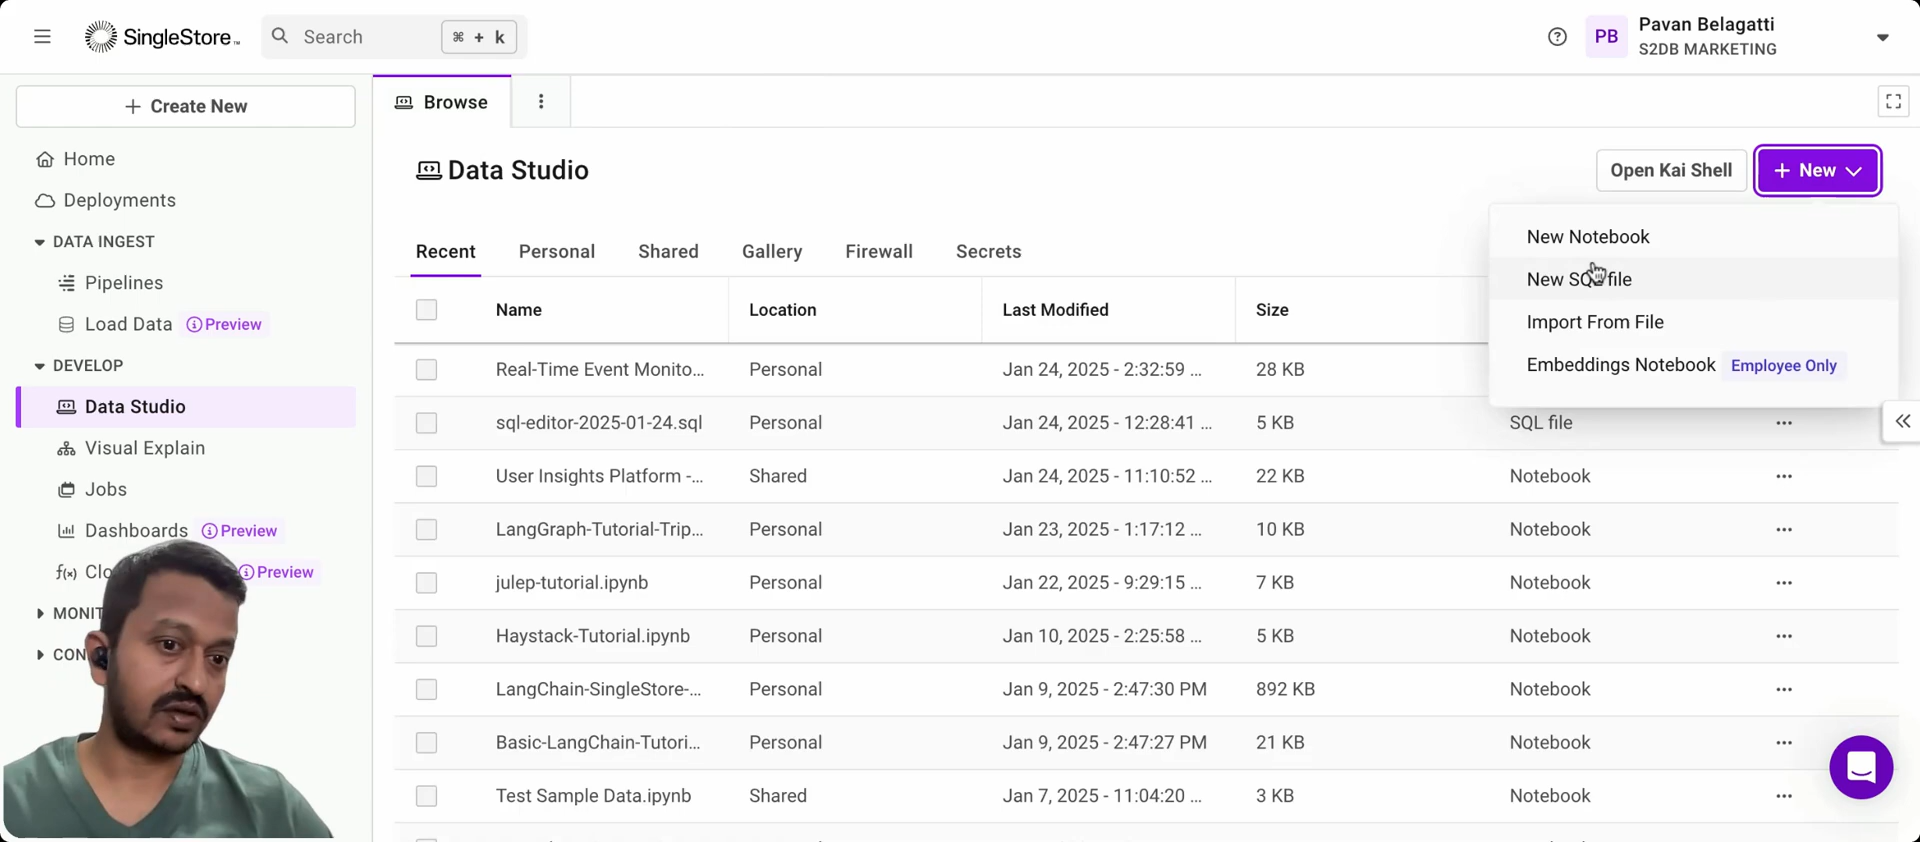 SingleStore™
Search
⌘ + k
PB
Pavan Belagatti
S2DB MARKETING
+ Create New
Home
Deployments
DATA INGEST
Pipelines
Load Data Preview
DEVELOP
Data Studio
Visual Explain
Jobs
Dashboards Preview
f(x) Clo Preview
MONIT
CON
Browse
Data Studio
Open Kai Shell
+ New
New Notebook
New SQL file
Import From File
Embeddings Notebook Employee Only
Recent Personal Shared Gallery Firewall Secrets
Name Location Last Modified Size
Real-Time Event Monito... Personal Jan 24, 2025 - 2:32:59 ... 28 KB
sql-editor-2025-01-24.sql Personal Jan 24, 2025 - 12:28:41 ... 5 KB SQL file ...
User Insights Platform -... Shared Jan 24, 2025 - 11:10:52 ... 22 KB Notebook ...
LangGraph-Tutorial-Trip... Personal Jan 23, 2025 - 1:17:12 ... 10 KB Notebook ...
julep-tutorial.ipynb Personal Jan 22, 2025 - 9:29:15 ... 7 KB Notebook ...
Haystack-Tutorial.ipynb Personal Jan 10, 2025 - 2:25:58 ... 5 KB Notebook ...
LangChain-SingleStore-... Personal Jan 9, 2025 - 2:47:30 PM 892 KB Notebook ...
Basic-LangChain-Tutori... Personal Jan 9, 2025 - 2:47:27 PM 21 KB Notebook ...
Test Sample Data.ipynb Shared Jan 7, 2025 - 11:04:20 ... 3 KB Notebook ...